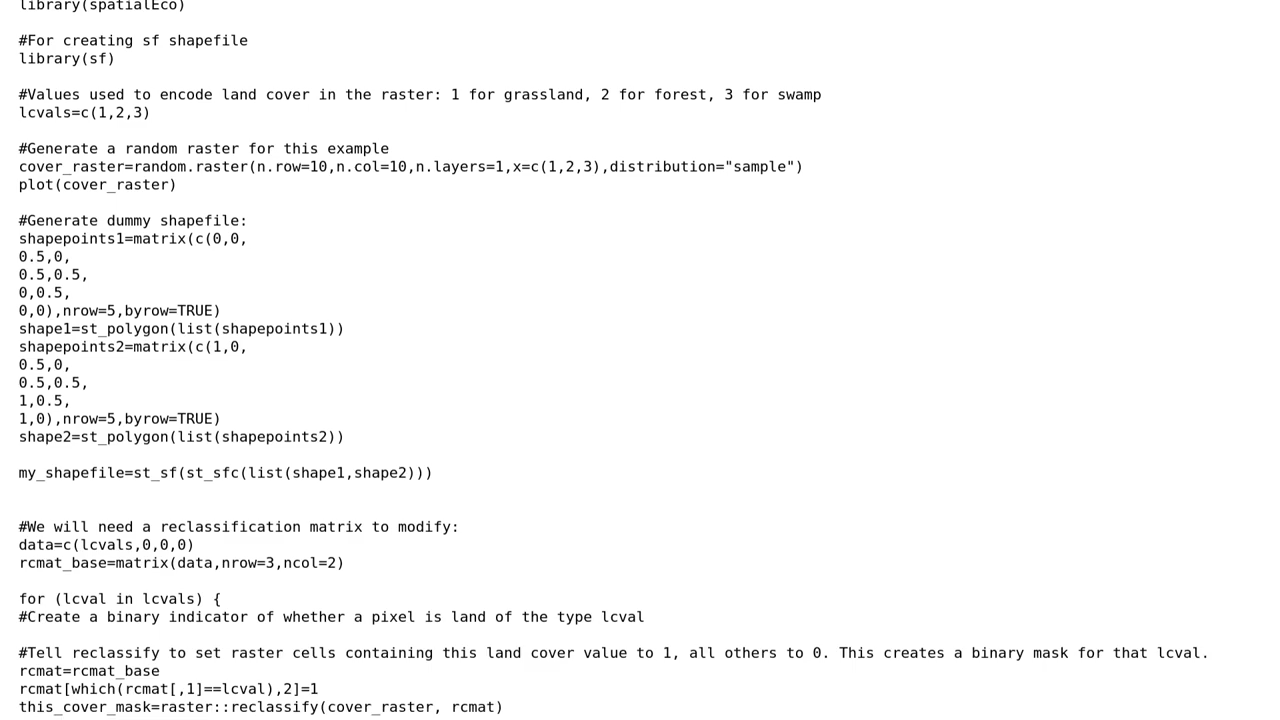 library(spatialEco)
#For creating sf shapefile
library(sf)
#Values used to encode land cover in the raster: 1 for grassland, 2 for forest, 3 for swamp
lcvals=c(1,2,3)
#Generate a random raster for this example
cover_raster=random.raster(n.row=10,n.col=10,n.layers=1,x=c(1,2,3),distribution="sample")
plot(cover_raster)
#Generate dummy shapefile:
shapepoints1=matrix(c(0,0,
0.5,0,
0.5,0.5,
0,0.5,
0,0),nrow=5,byrow=TRUE)
shape1=st_polygon(list(shapepoints1))
shapepoints2=matrix(c(1,0,
0.5,0,
0.5,0.5,
1,0.5,
1,0),nrow=5,byrow=TRUE)
shape2=st_polygon(list(shapepoints2))
my_shapefile=st_sf(st_sfc(list(shape1,shape2)))
#We will need a reclassification matrix to modify:
data=c(lcvals,0,0,0)
rcmat_base=matrix(data,nrow=3,ncol=2)
for (lcval in lcvals) {
#Create a binary indicator of whether a pixel is land of the type lcval
#Tell reclassify to set raster cells containing this land cover value to 1, all others to 0. This creates a binary mask for that lcval.
rcmat=rcmat_base
rcmat[which(rcmat[,1]==lcval),2]=1
this_cover_mask=raster::reclassify(cover_raster, rcmat)